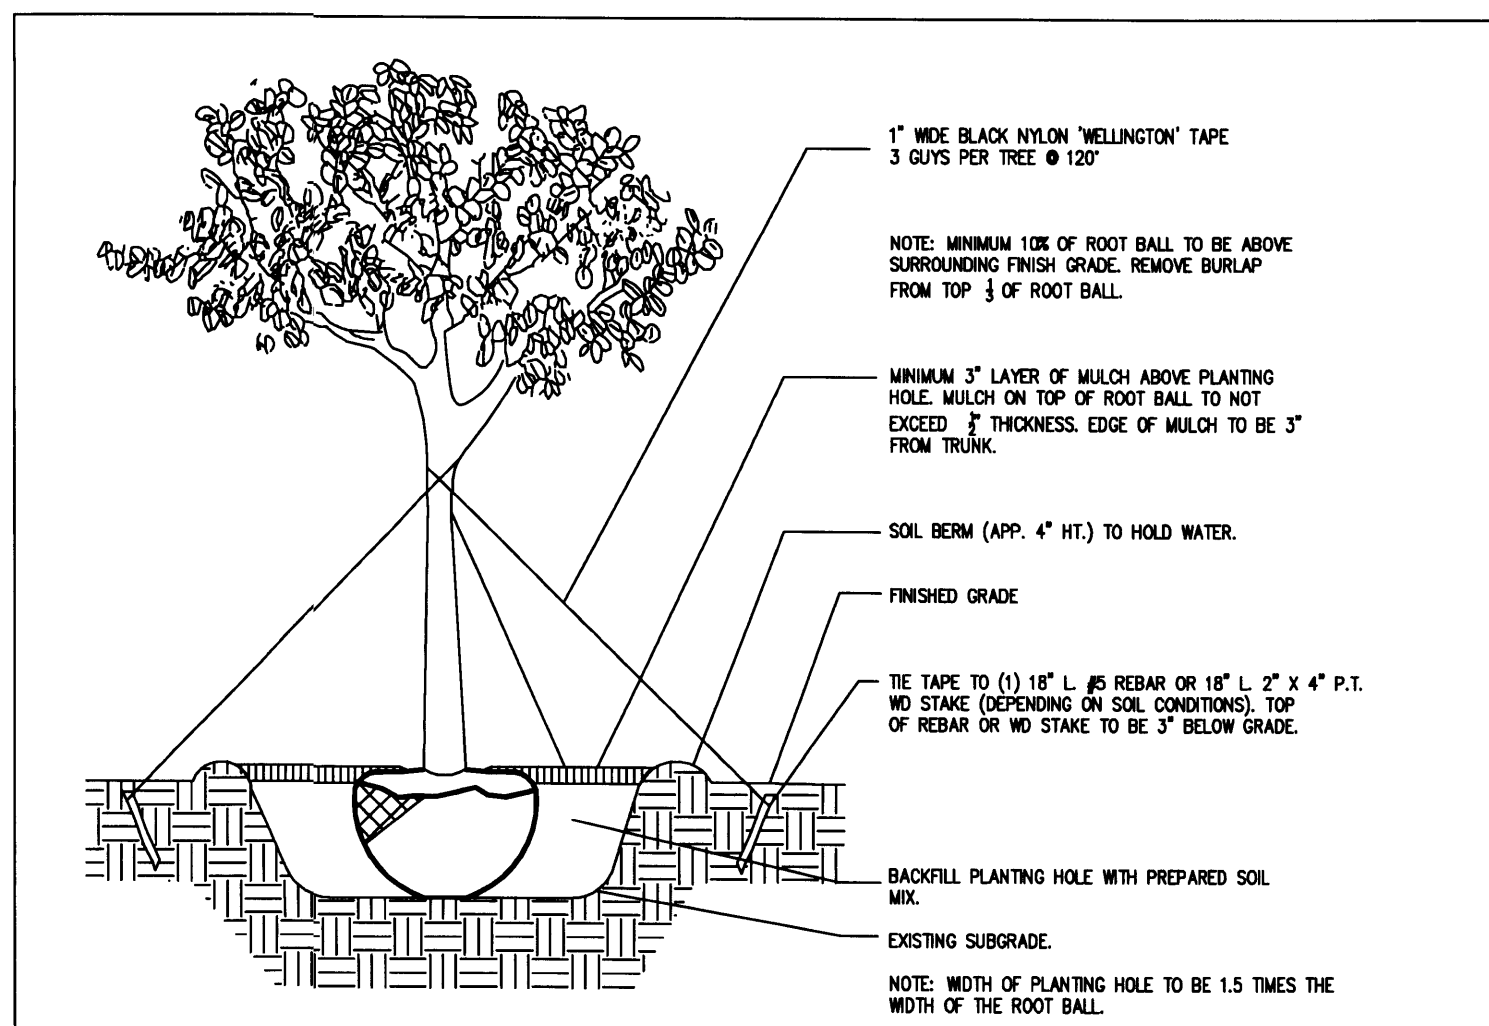 1" WIDE BLACK NYLON 'WELLINGTON' TAPE
3 GUYS PER TREE @ 120°
NOTE: MINIMUM 10% OF ROOT BALL TO BE ABOVE
SURROUNDING FINISH GRADE. REMOVE BURLAP
FROM TOP 1/3 OF ROOT BALL.
MINIMUM 3" LAYER OF MULCH ABOVE PLANTING
HOLE. MULCH ON TOP OF ROOT BALL TO NOT
EXCEED 1/2" THICKNESS. EDGE OF MULCH TO BE 3"
FROM TRUNK.
SOIL BERM (APP. 4" HT.) TO HOLD WATER.
FINISHED GRADE
TIE TAPE TO (1) 18" L. #5 REBAR OR 18" L. 2" X 4" P.T.
WD STAKE (DEPENDING ON SOIL CONDITIONS). TOP
OF REBAR OR WD STAKE TO BE 3" BELOW GRADE.
BACKFILL PLANTING HOLE WITH PREPARED SOIL
MIX.
EXISTING SUBGRADE.
NOTE: WIDTH OF PLANTING HOLE TO BE 1.5 TIMES THE
WIDTH OF THE ROOT BALL.